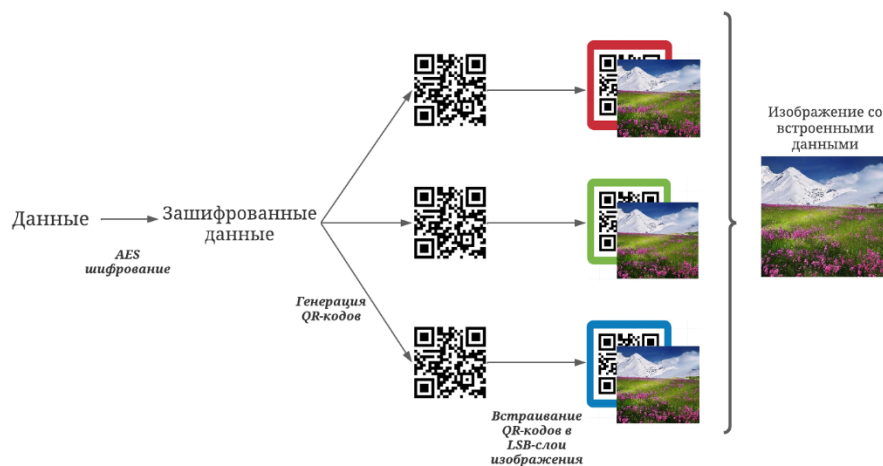 Данные
AES
шифрование
Зашифрованные
данные
Генерация
QR-кодов
Встраивание
QR-кодов в
LSB-слои
изображения
Изображение со
встроенными
данными